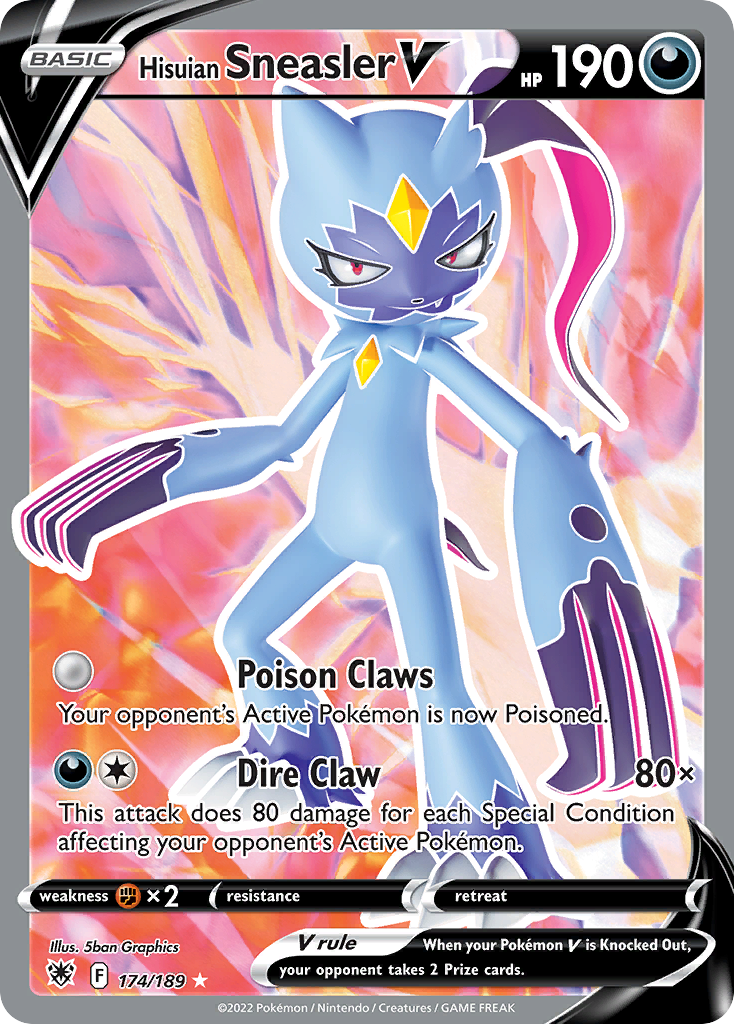 BASIC
Hisuian Sneasler V HP 190
Poison Claws
Your opponent's Active Pokémon is now Poisoned.
Dire Claw 80×
This attack does 80 damage for each Special Condition
affecting your opponent's Active Pokémon.
weakness ×2 resistance retreat
Illus. 5ban Graphics
V rule
When your Pokémon V is Knocked Out,
your opponent takes 2 Prize cards.
F 174/189
©2022 Pokémon / Nintendo / Creatures / GAME FREAK